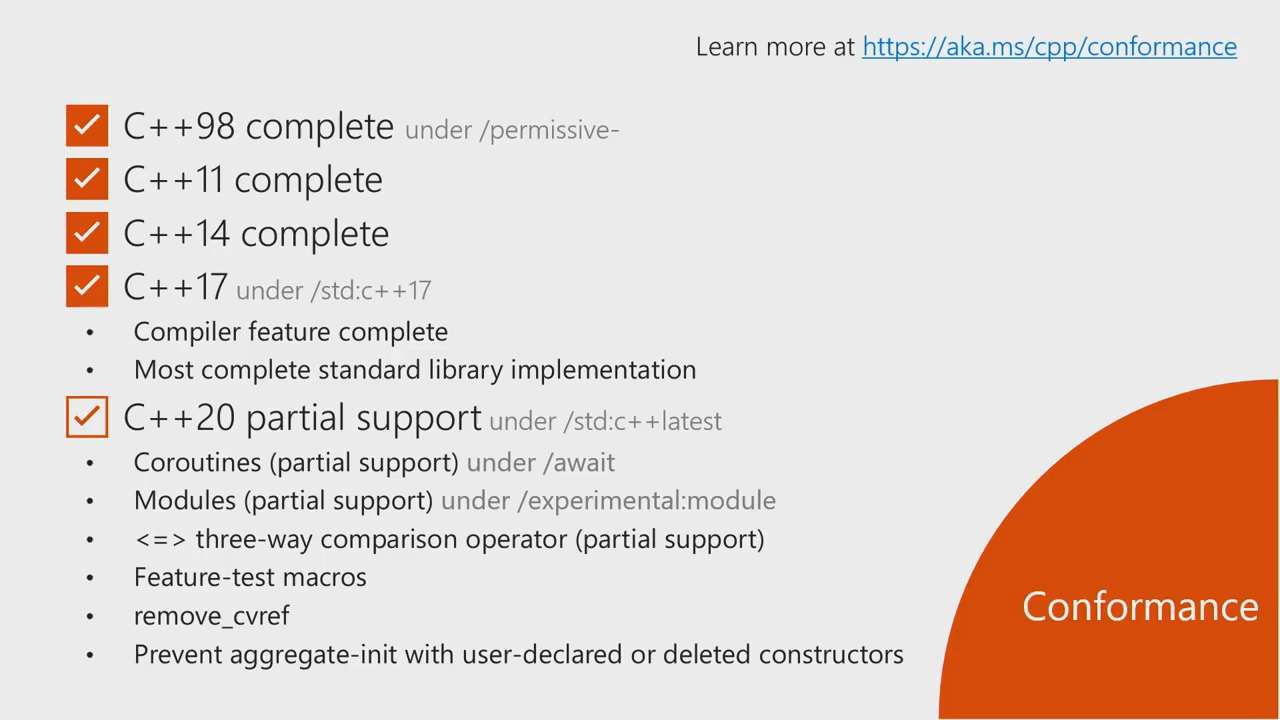 Learn more at https://aka.ms/cpp/conformance
C++98 complete under /permissive-
C++11 complete
C++14 complete
C++17 under /std:c++17
• Compiler feature complete
• Most complete standard library implementation
C++20 partial support under /std:c++latest
• Coroutines (partial support) under /await
• Modules (partial support) under /experimental:module
• <=> three-way comparison operator (partial support)
• Feature-test macros
• remove_cvref
• Prevent aggregate-init with user-declared or deleted constructors
Conformance